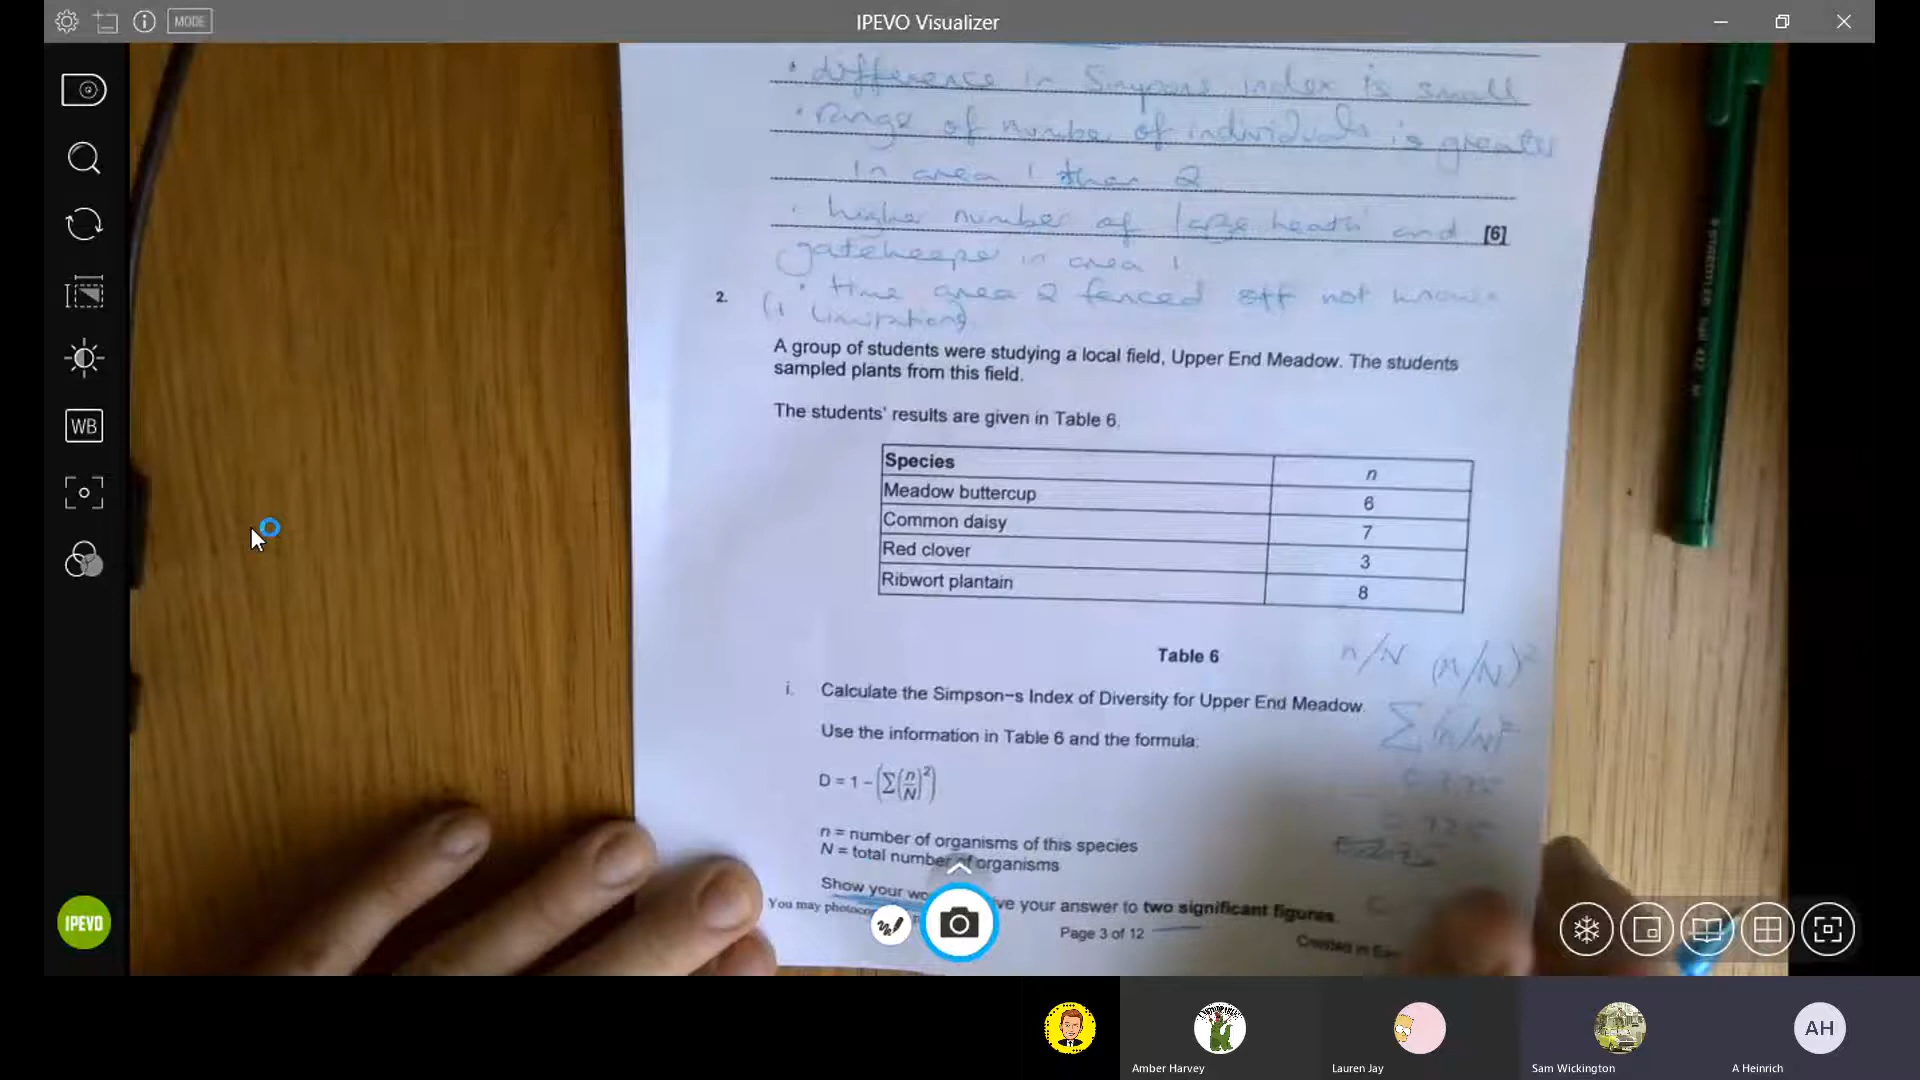 MODE
IPEVO Visualizer
WB
IPEVO
• difference in Simpsons index is small
• range of number of individuals is greater
in area 1 than 2
• higher number of large heath and [6]
gatekeeper in area 1
• time area 2 fenced off not known
2.
(i limitation)
A group of students were studying a local field, Upper End Meadow. The students
sampled plants from this field.
The students' results are given in Table 6.
Species n
Meadow buttercup 6
Common daisy 7
Red clover 3
Ribwort plantain 8
Table 6
n/N (n/N)²
i. Calculate the Simpson~s Index of Diversity for Upper End Meadow.
∑(n/N)²
Use the information in Table 6 and the formula:
D = 1 - (∑(n/N)²)
n = number of organisms of this species
N = total number of organisms
Show your ve your answer to two significant figures.
You may
Page 3 of 12
Created in
Amber Harvey
Lauren Jay
Sam Wickington
AH
A Heinrich